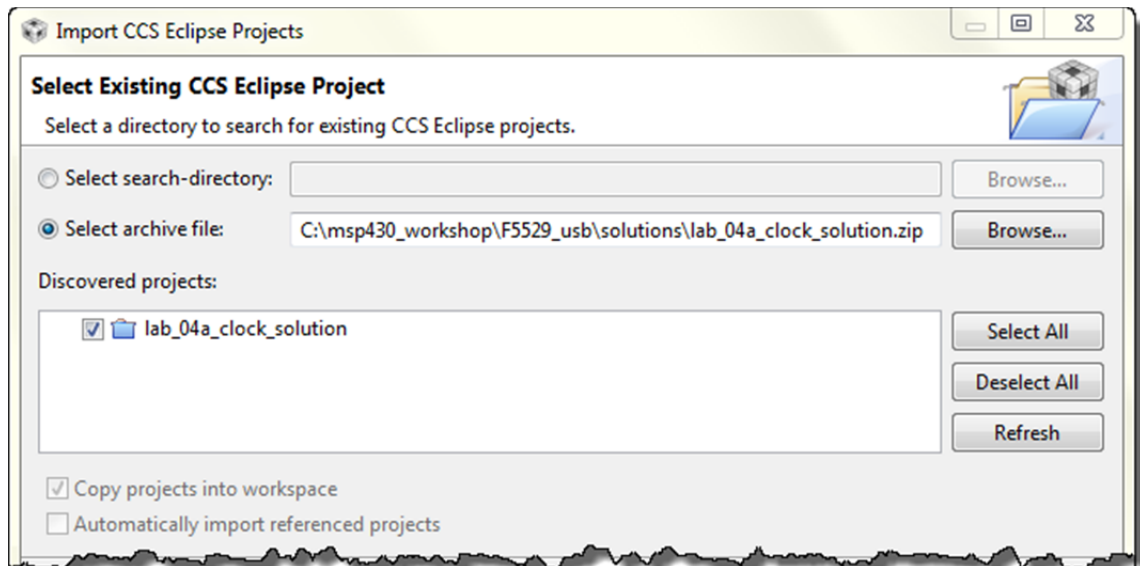 Import CCS Eclipse Projects
Select Existing CCS Eclipse Project
Select a directory to search for existing CCS Eclipse projects.
Select search-directory:
Browse...
Select archive file:
C:\msp430_workshop\F5529_usb\solutions\lab_04a_clock_solution.zip
Browse...
Discovered projects:
lab_04a_clock_solution
Select All
Deselect All
Refresh
Copy projects into workspace
Automatically import referenced projects